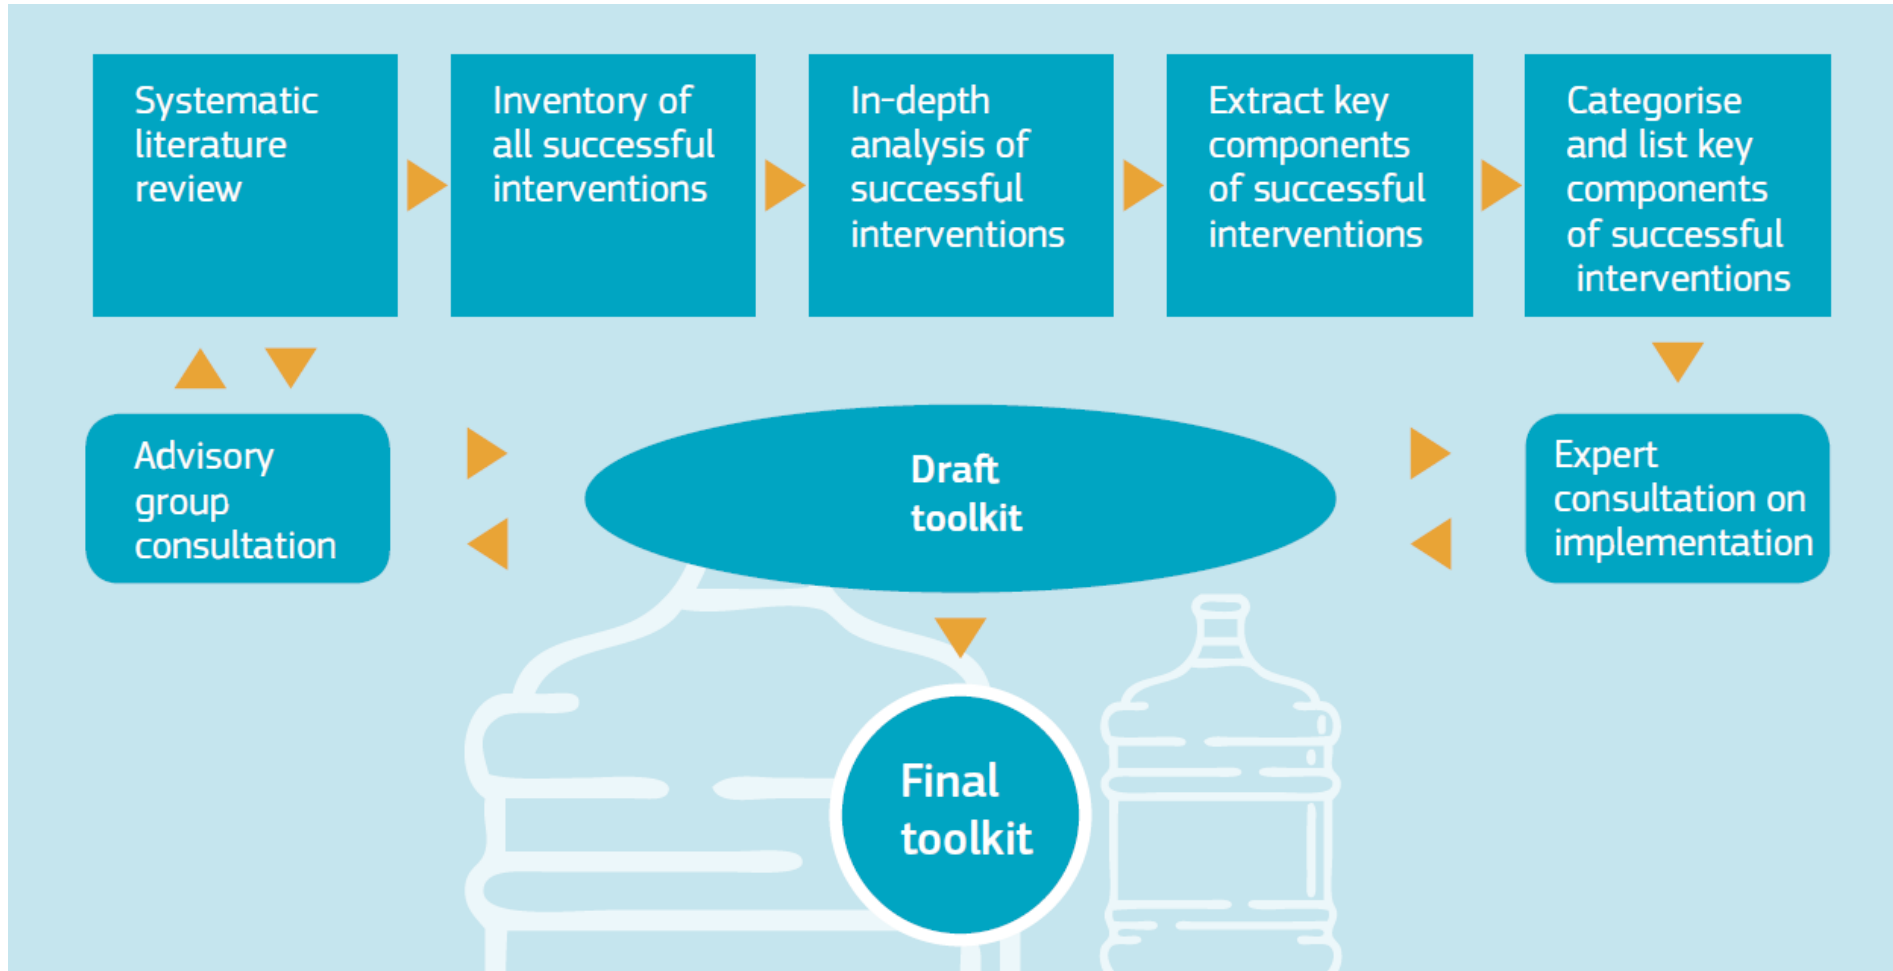 Systematic
literature
review
Inventory of
all successful
interventions
In-depth
analysis of
successful
interventions
Extract key
components
of successful
interventions
Categorise
and list key
components
of successful
interventions
Advisory
group
consultation
Draft
toolkit
Expert
consultation on
implementation
Final
toolkit